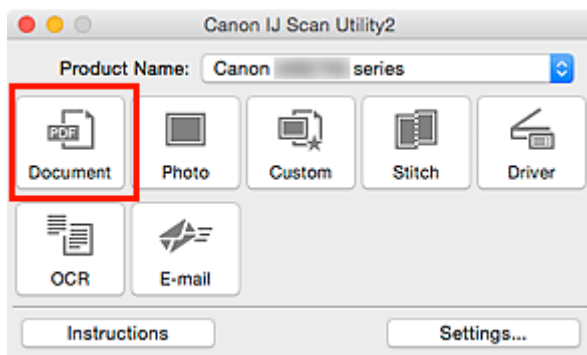 Canon IJ Scan Utility2
Product Name: Canon series
PDF
Document Photo Custom Stitch Driver
OCR E-mail
Instructions Settings...